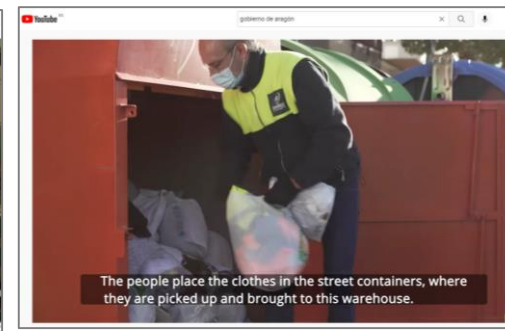 YouTube
gobierno de aragón
The people place the clothes in the street containers, where
they are picked up and brought to this warehouse.